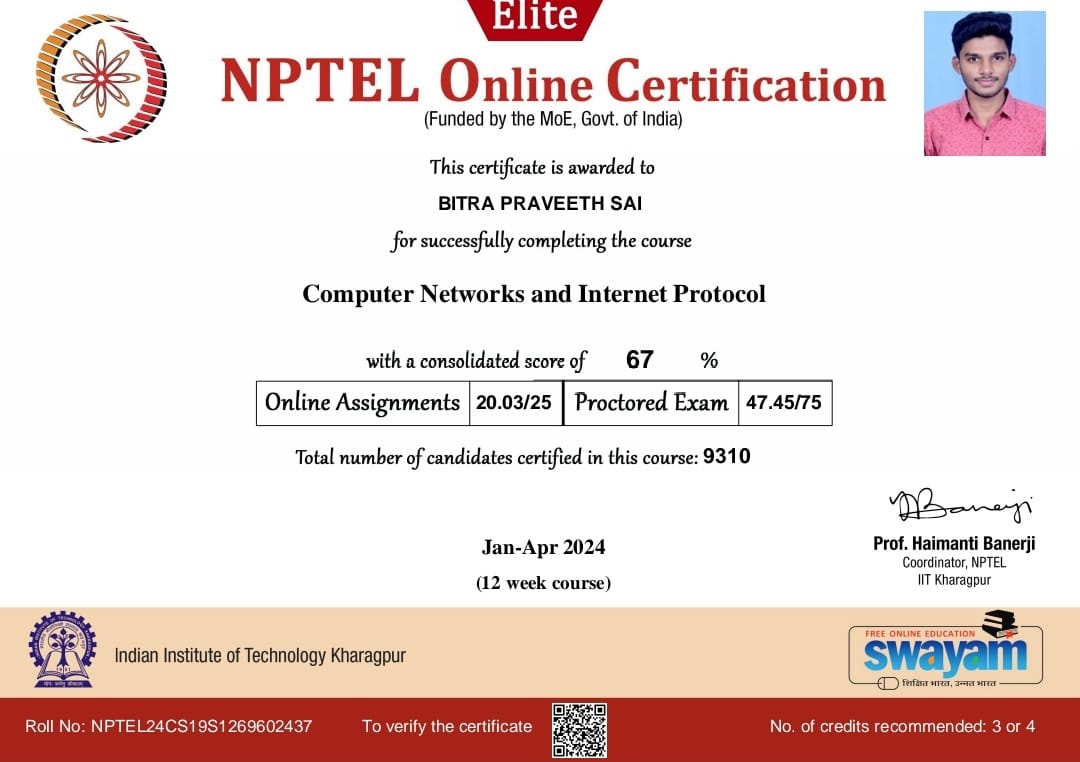 Elite
NPTEL Online Certification
(Funded by the MoE, Govt. of India)
This certificate is awarded to
BITRA PRAVEETH SAI
for successfully completing the course
Computer Networks and Internet Protocol
with a consolidated score of 67 %
Online Assignments 20.03/25 Proctored Exam 47.45/75
Total number of candidates certified in this course: 9310
Banerji
Prof. Haimanti Banerji
Coordinator, NPTEL
IIT Kharagpur
Jan-Apr 2024
(12 week course)
Indian Institute of Technology Kharagpur
FREE ONLINE EDUCATION
swayam
शिक्षित भारत, उन्नत भारत
Roll No: NPTEL24CS19S1269602437 To verify the certificate No. of credits recommended: 3 or 4